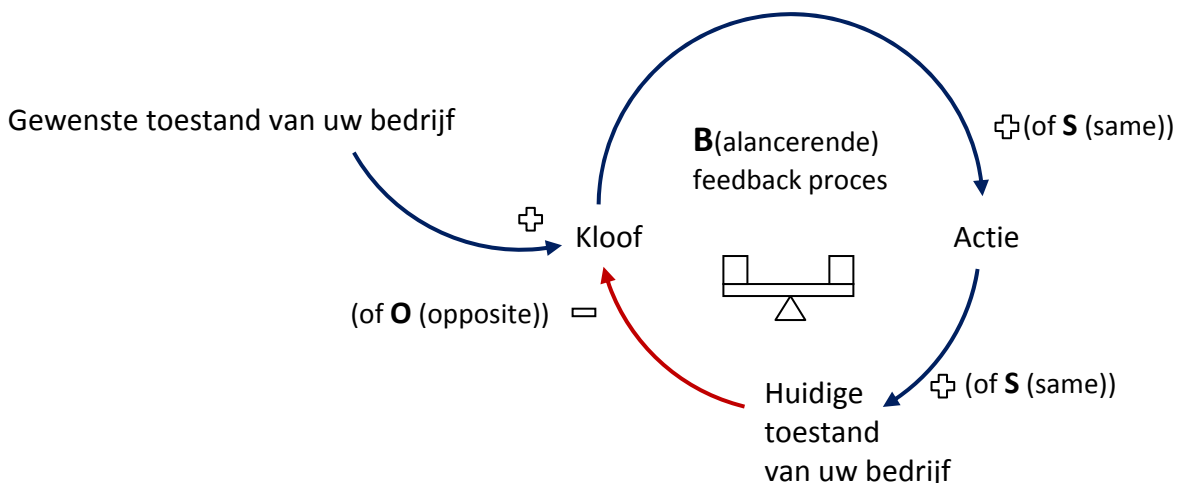 Gewenste toestand van uw bedrijf
B(alancerende)
feedback proces
+(of S (same))
+
Kloof
Actie
(of O (opposite)) −
+ (of S (same))
Huidige
toestand
van uw bedrijf